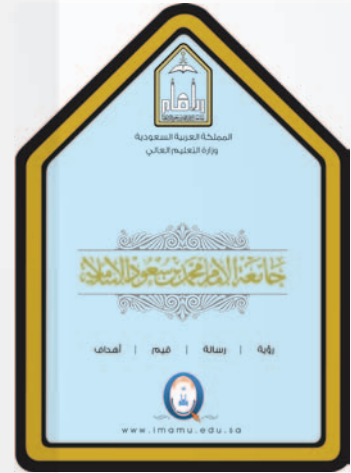 المملكة العربية السعودية
وزارة التعليم العالي
جامعة الإمام محمد بن سعود الإسلامية
رؤية | رسالة | قيم | أهداف
www.imamu.edu.sa